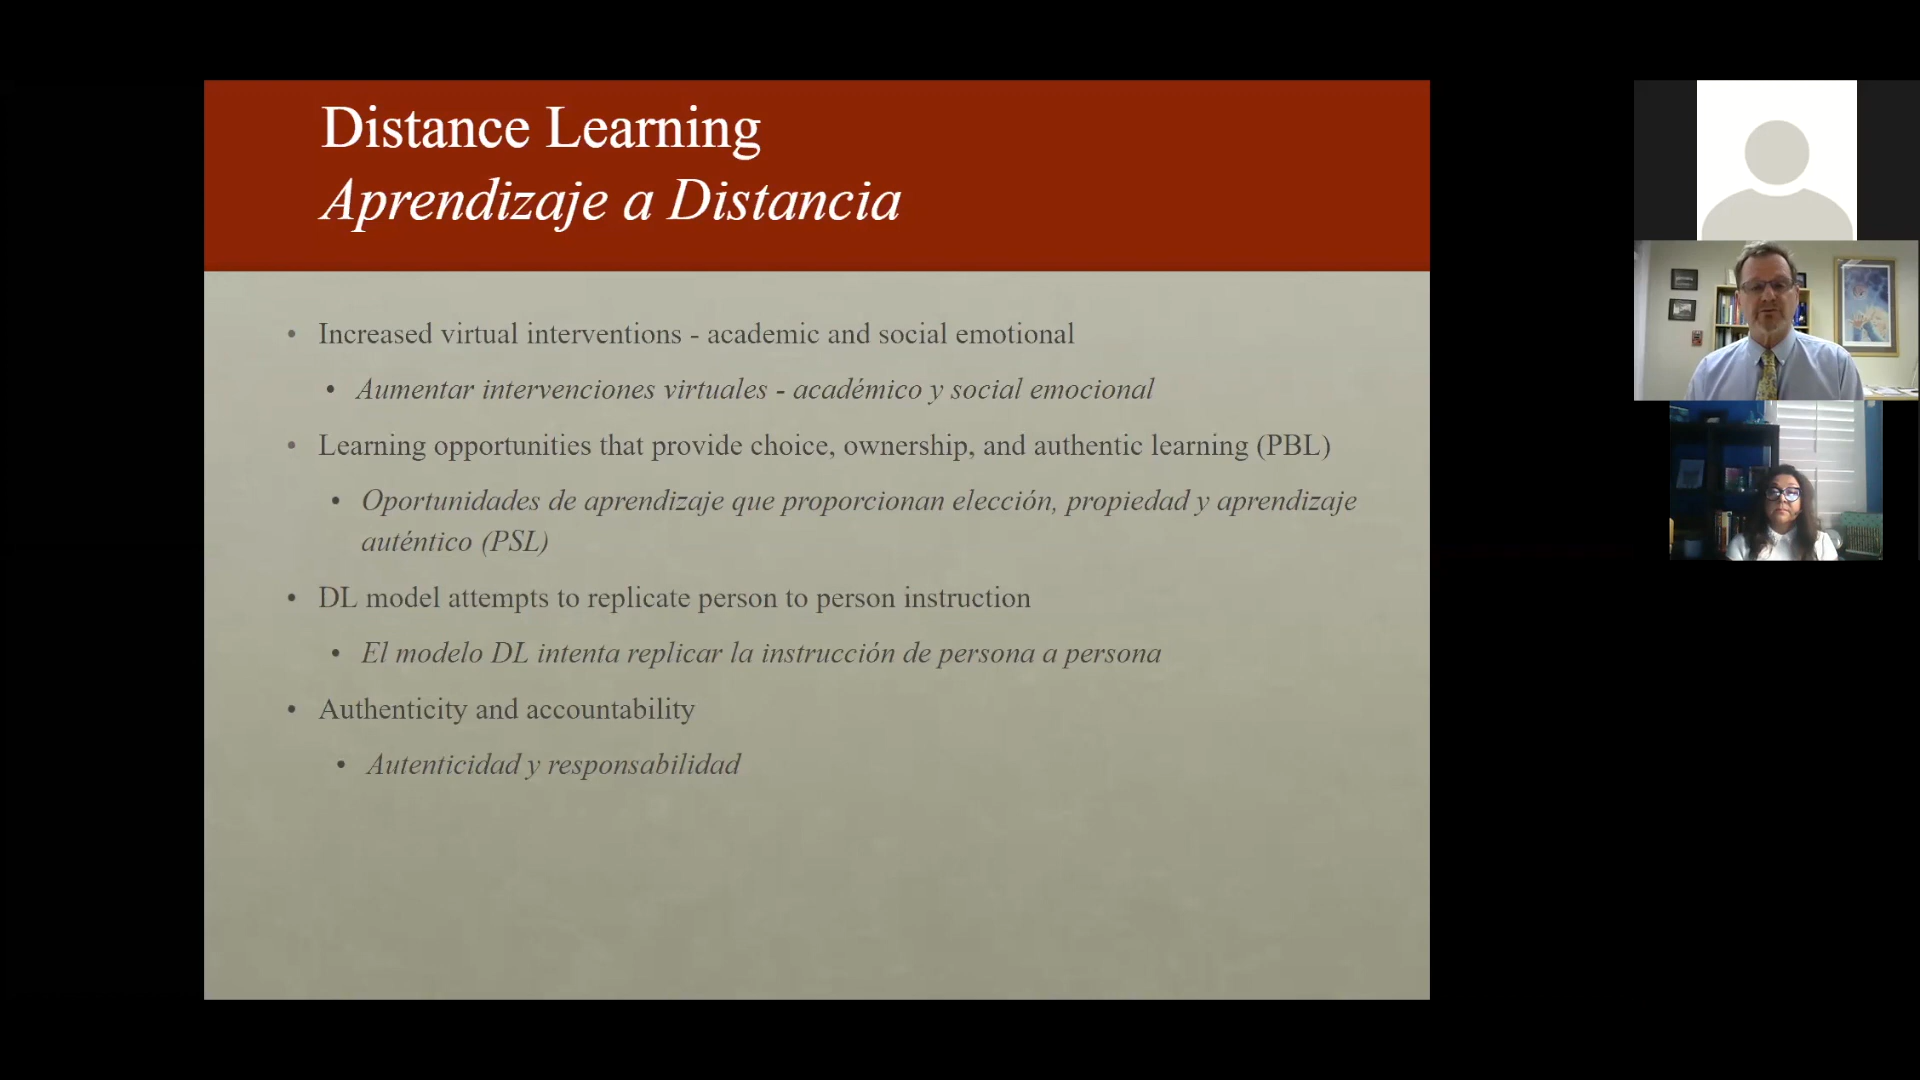 Distance Learning
Aprendizaje a Distancia
• Increased virtual interventions - academic and social emotional
• Aumentar intervenciones virtuales - académico y social emocional
• Learning opportunities that provide choice, ownership, and authentic learning (PBL)
• Oportunidades de aprendizaje que proporcionan elección, propiedad y aprendizaje
auténtico (PSL)
• DL model attempts to replicate person to person instruction
• El modelo DL intenta replicar la instrucción de persona a persona
• Authenticity and accountability
• Autenticidad y responsabilidad